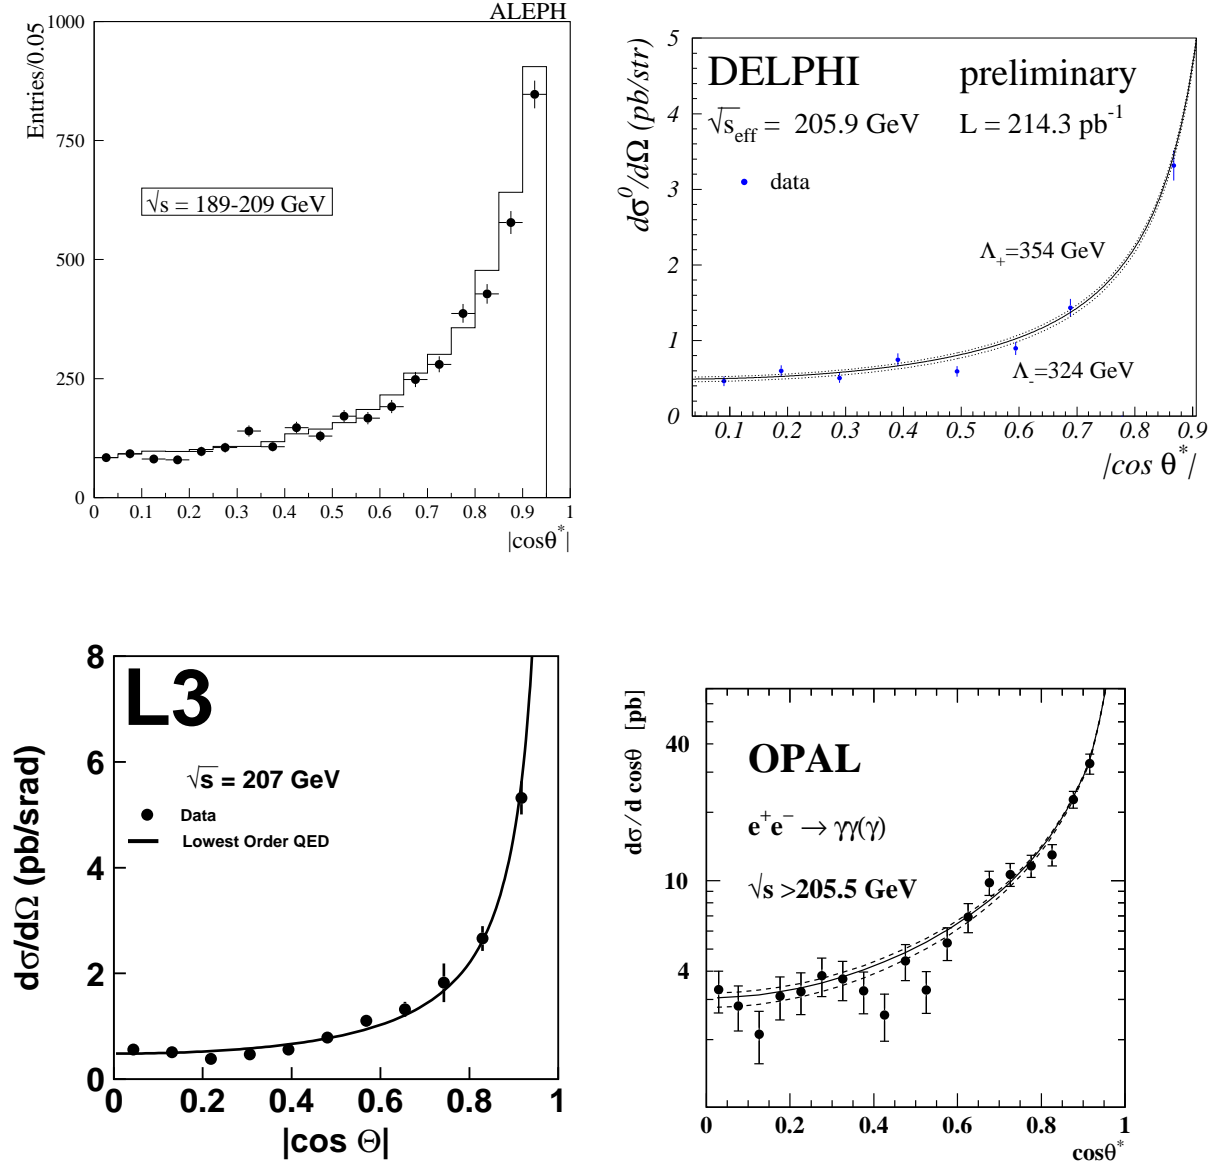 ALEPH
Entries/0.05
1000
750
500
250
0
√s = 189-209 GeV
0 0.1 0.2 0.3 0.4 0.5 0.6 0.7 0.8 0.9 1
|cosθ*|
dσ⁰/dΩ (pb/str)
5
4
3
2
1
0
DELPHI preliminary
√s_eff = 205.9 GeV L = 214.3 pb⁻¹
data
Λ₊=354 GeV
Λ₋=324 GeV
0.1 0.2 0.3 0.4 0.5 0.6 0.7 0.8 0.9
|cos θ*|
dσ/dΩ (pb/srad)
8
6
4
2
0
L3
√s = 207 GeV
Data
Lowest Order QED
0 0.2 0.4 0.6 0.8 1
|cos Θ|
dσ/d cosθ [pb]
40
10
4
OPAL
e⁺e⁻ → γγ(γ)
√s >205.5 GeV
0 0.2 0.4 0.6 0.8 1
cosθ*